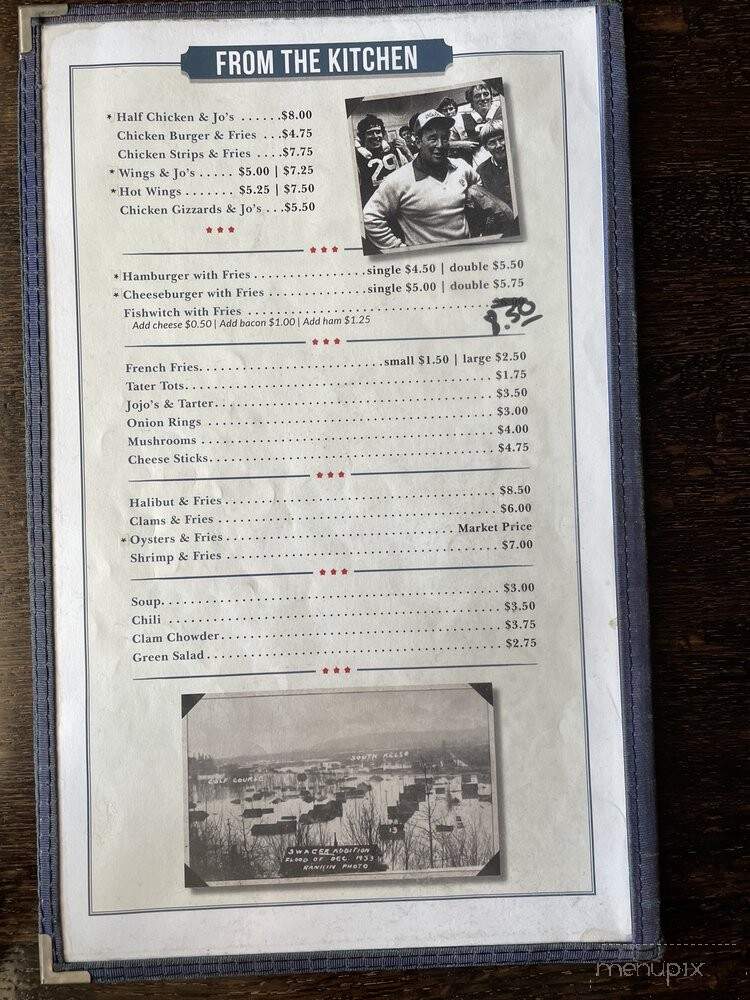 FROM THE KITCHEN
* Half Chicken & Jo's ......$8.00
Chicken Burger & Fries ...$4.75
Chicken Strips & Fries ....$7.75
* Wings & Jo's ..... $5.00 | $7.25
* Hot Wings ....... $5.25 | $7.50
Chicken Gizzards & Jo's ...$5.50
29
* Hamburger with Fries ................single $4.50 | double $5.50
* Cheeseburger with Fries ..............single $5.00 | double $5.75
Fishwitch with Fries ................................
Add cheese $0.50 | Add bacon $1.00 | Add ham $1.25
French Fries..........................small $1.50 | large $2.50
Tater Tots............................................ $1.75
Jojo's & Tarter........................................ $3.50
Onion Rings .......................................... $3.00
Mushrooms .......................................... $4.00
Cheese Sticks......................................... $4.75
Halibut & Fries ....................................... $8.50
Clams & Fries ........................................ $6.00
* Oysters & Fries ................................ Market Price
Shrimp & Fries ....................................... $7.00
Soup................................................ $3.00
Chili ................................................ $3.50
Clam Chowder........................................ $3.75
Green Salad .......................................... $2.75
SOUTH KELSO
GOLF COURSE
13
SWAGER ADDITION
FLOOD OF DEC. 1933
RANKIN PHOTO
menupix